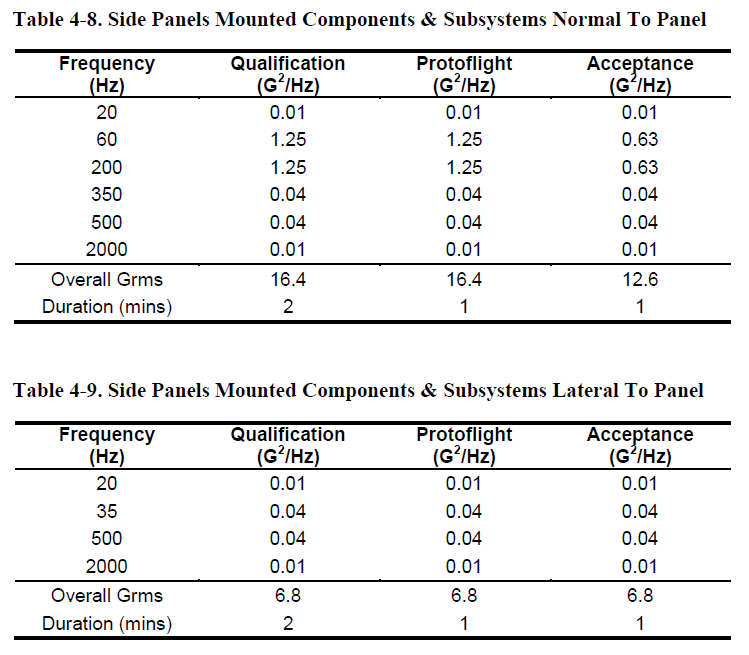 Table 4-8. Side Panels Mounted Components & Subsystems Normal To Panel
Frequency Qualification Protoflight Acceptance
(Hz) (G²/Hz) (G²/Hz) (G²/Hz)
20 0.01 0.01 0.01
60 1.25 1.25 0.63
200 1.25 1.25 0.63
350 0.04 0.04 0.04
500 0.04 0.04 0.04
2000 0.01 0.01 0.01
Overall Grms 16.4 16.4 12.6
Duration (mins) 2 1 1
Table 4-9. Side Panels Mounted Components & Subsystems Lateral To Panel
Frequency Qualification Protoflight Acceptance
(Hz) (G²/Hz) (G²/Hz) (G²/Hz)
20 0.01 0.01 0.01
35 0.04 0.04 0.04
500 0.04 0.04 0.04
2000 0.01 0.01 0.01
Overall Grms 6.8 6.8 6.8
Duration (mins) 2 1 1